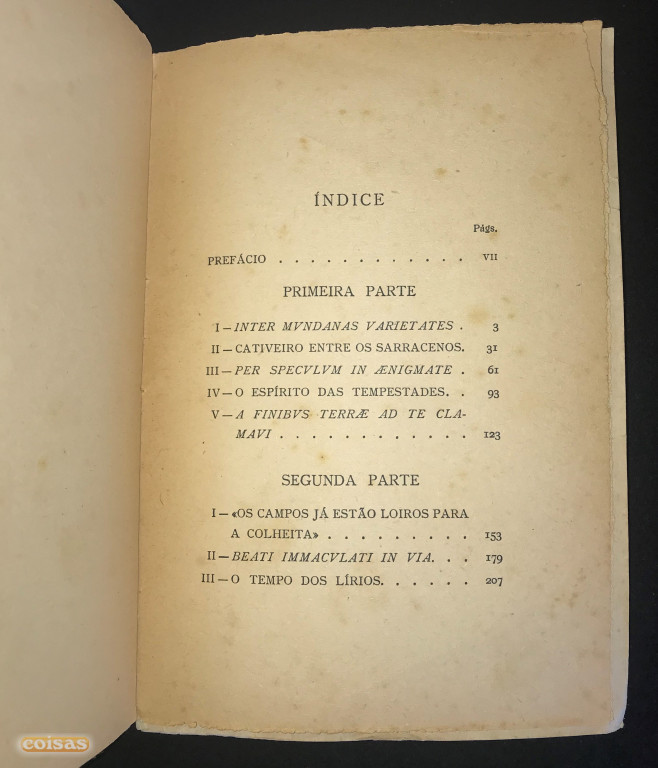 ÍNDICE
Págs.
PREFÁCIO . . . . . . . . . . . . VII
PRIMEIRA PARTE
I — INTER MVNDANAS VARIETATES . 3
II — CATIVEIRO ENTRE OS SARRACENOS. 31
III — PER SPECVLVM IN ÆNIGMATE . 61
IV — O ESPÍRITO DAS TEMPESTADES. . 93
V — A FINIBVS TERRÆ AD TE CLA-
MAVI . . . . . . . . . . . . 123
SEGUNDA PARTE
I — «OS CAMPOS JÁ ESTÃO LOIROS PARA
A COLHEITA» . . . . . . . . . 153
II — BEATI IMMACVLATI IN VIA. . . 179
III — O TEMPO DOS LÍRIOS. . . . . 207
coisas